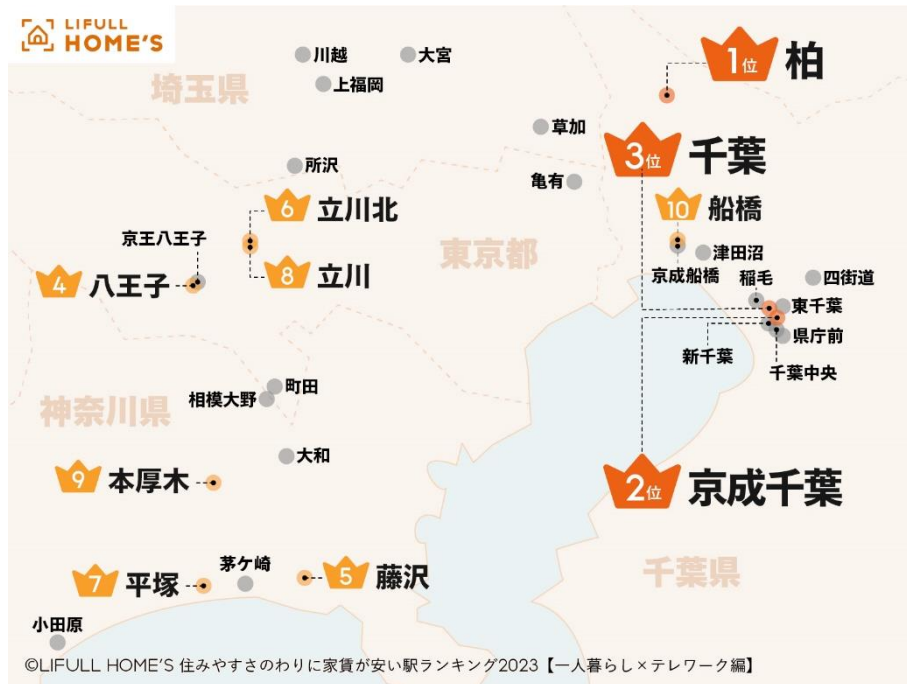 LIFULL
HOME'S
川越
大宮
1位 柏
上福岡
埼玉県
草加
3位 千葉
所沢
亀有
6 立川北
10 船橋
京王八王子
東京都
津田沼
4 八王子
8 立川
京成船橋
稲毛
四街道
東千葉
県庁前
新千葉
千葉中央
町田
相模大野
神奈川県
大和
9 本厚木
2位 京成千葉
茅ケ崎
7 平塚
5 藤沢
千葉県
小田原
©LIFULL HOME'S 住みやすさのわりに家賃が安い駅ランキング2023【一人暮らし×テレワーク編】